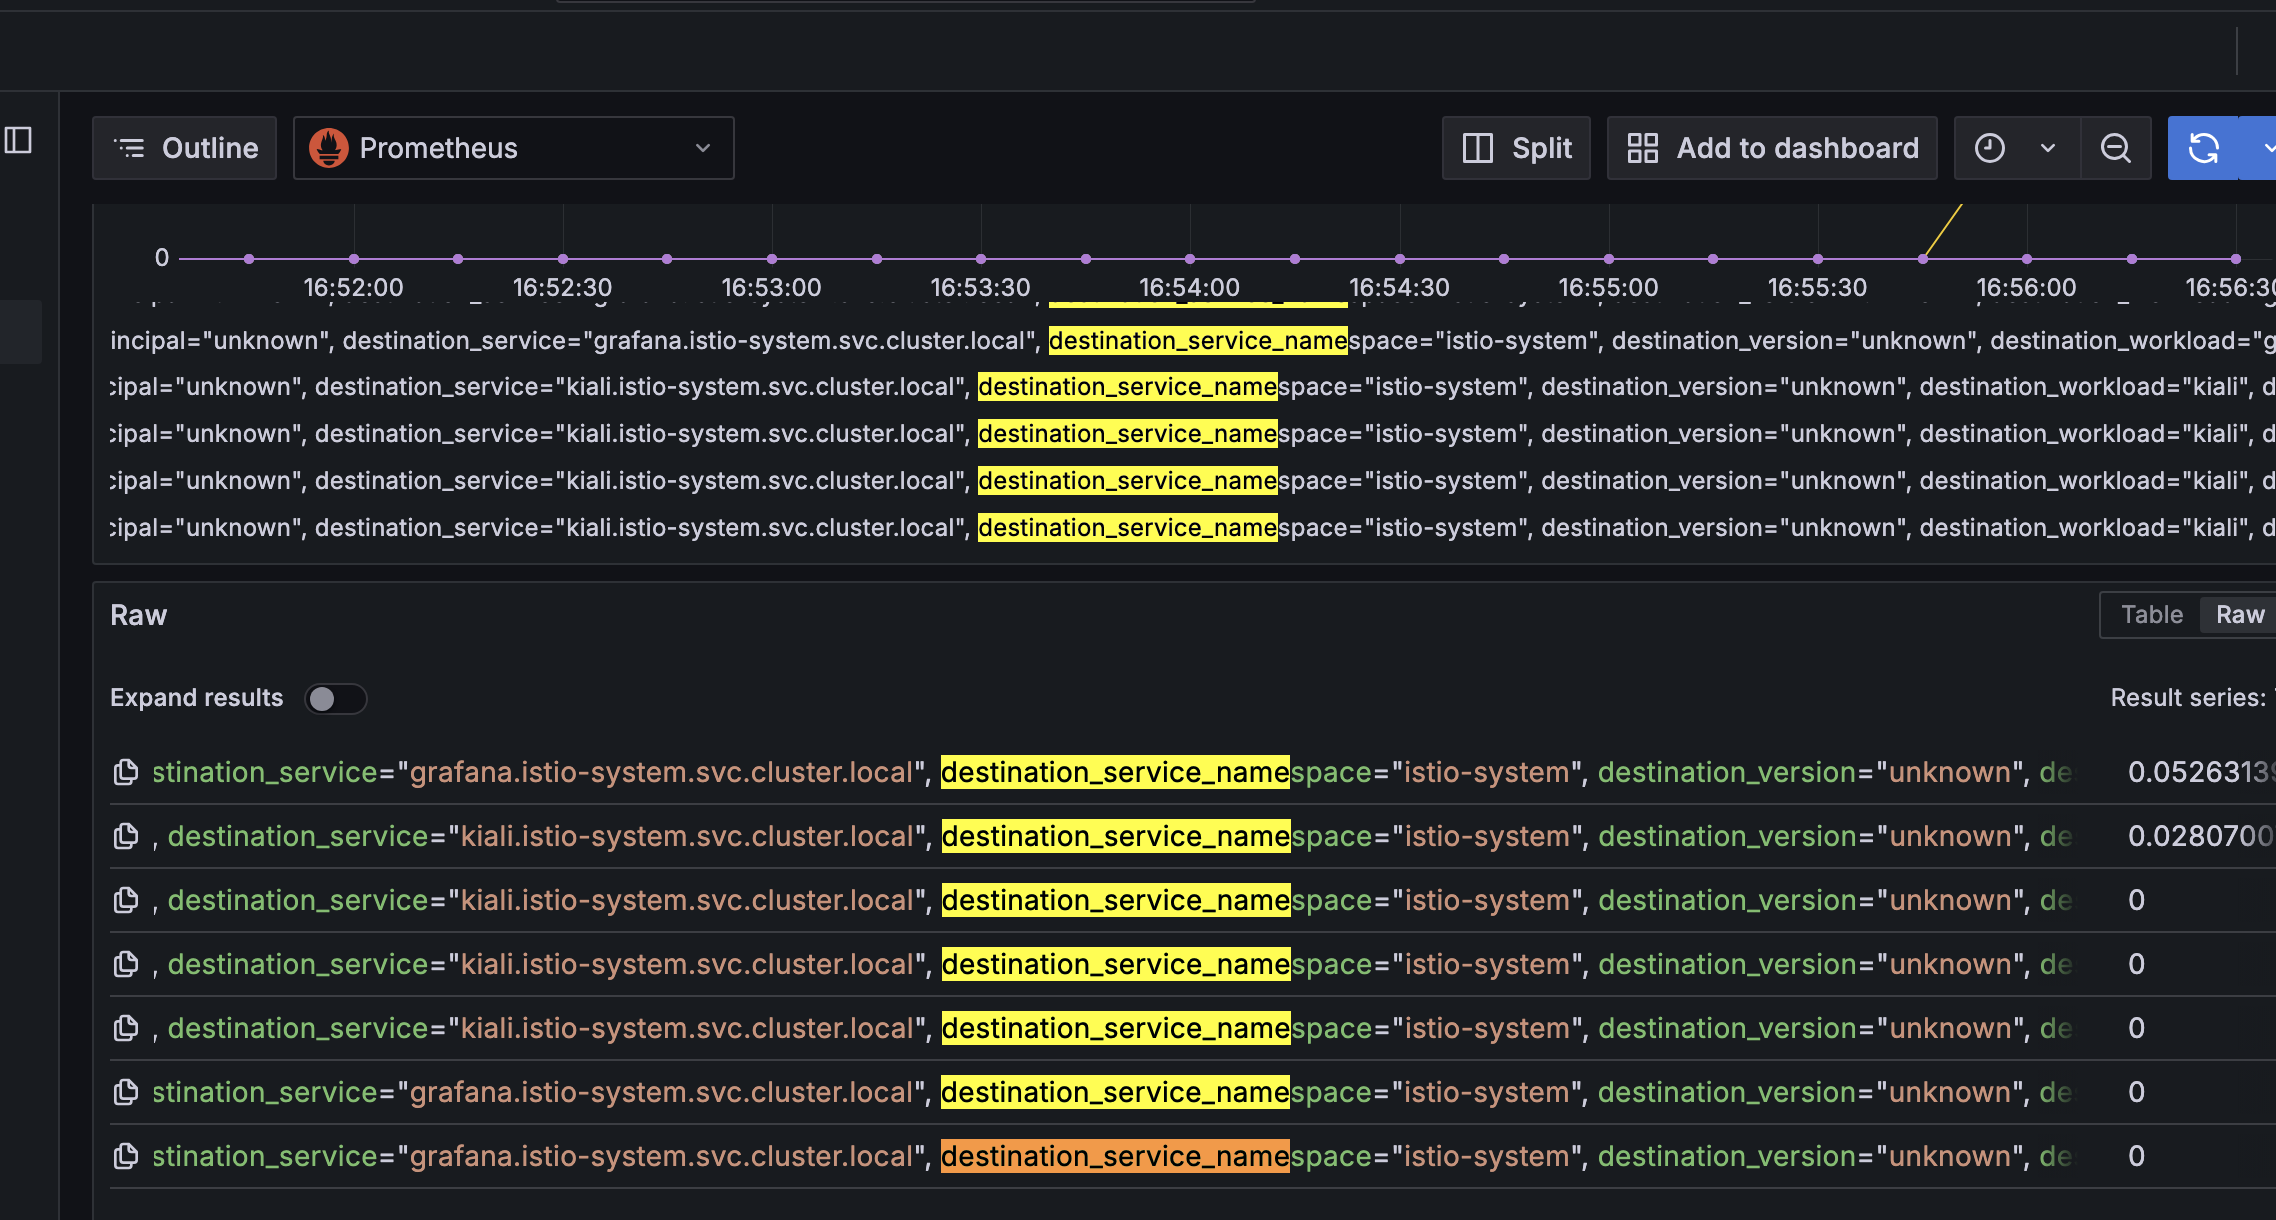 Outline
Prometheus
Split
Add to dashboard
0
16:52:00 16:52:30 16:53:00 16:53:30 16:54:00 16:54:30 16:55:00 16:55:30 16:56:00 16:56:30
incipal="unknown", destination_service="grafana.istio-system.svc.cluster.local", destination_service_namespace="istio-system", destination_version="unknown", destination_workload="g
cipal="unknown", destination_service="kiali.istio-system.svc.cluster.local", destination_service_namespace="istio-system", destination_version="unknown", destination_workload="kiali", d
cipal="unknown", destination_service="kiali.istio-system.svc.cluster.local", destination_service_namespace="istio-system", destination_version="unknown", destination_workload="kiali", d
cipal="unknown", destination_service="kiali.istio-system.svc.cluster.local", destination_service_namespace="istio-system", destination_version="unknown", destination_workload="kiali", d
cipal="unknown", destination_service="kiali.istio-system.svc.cluster.local", destination_service_namespace="istio-system", destination_version="unknown", destination_workload="kiali", d
Raw
Table Raw
Expand results
Result series:
stination_service="grafana.istio-system.svc.cluster.local", destination_service_namespace="istio-system", destination_version="unknown", de 0.0526313
, destination_service="kiali.istio-system.svc.cluster.local", destination_service_namespace="istio-system", destination_version="unknown", de 0.0280700
, destination_service="kiali.istio-system.svc.cluster.local", destination_service_namespace="istio-system", destination_version="unknown", de 0
, destination_service="kiali.istio-system.svc.cluster.local", destination_service_namespace="istio-system", destination_version="unknown", de 0
, destination_service="kiali.istio-system.svc.cluster.local", destination_service_namespace="istio-system", destination_version="unknown", de 0
stination_service="grafana.istio-system.svc.cluster.local", destination_service_namespace="istio-system", destination_version="unknown", de 0
stination_service="grafana.istio-system.svc.cluster.local", destination_service_namespace="istio-system", destination_version="unknown", de 0